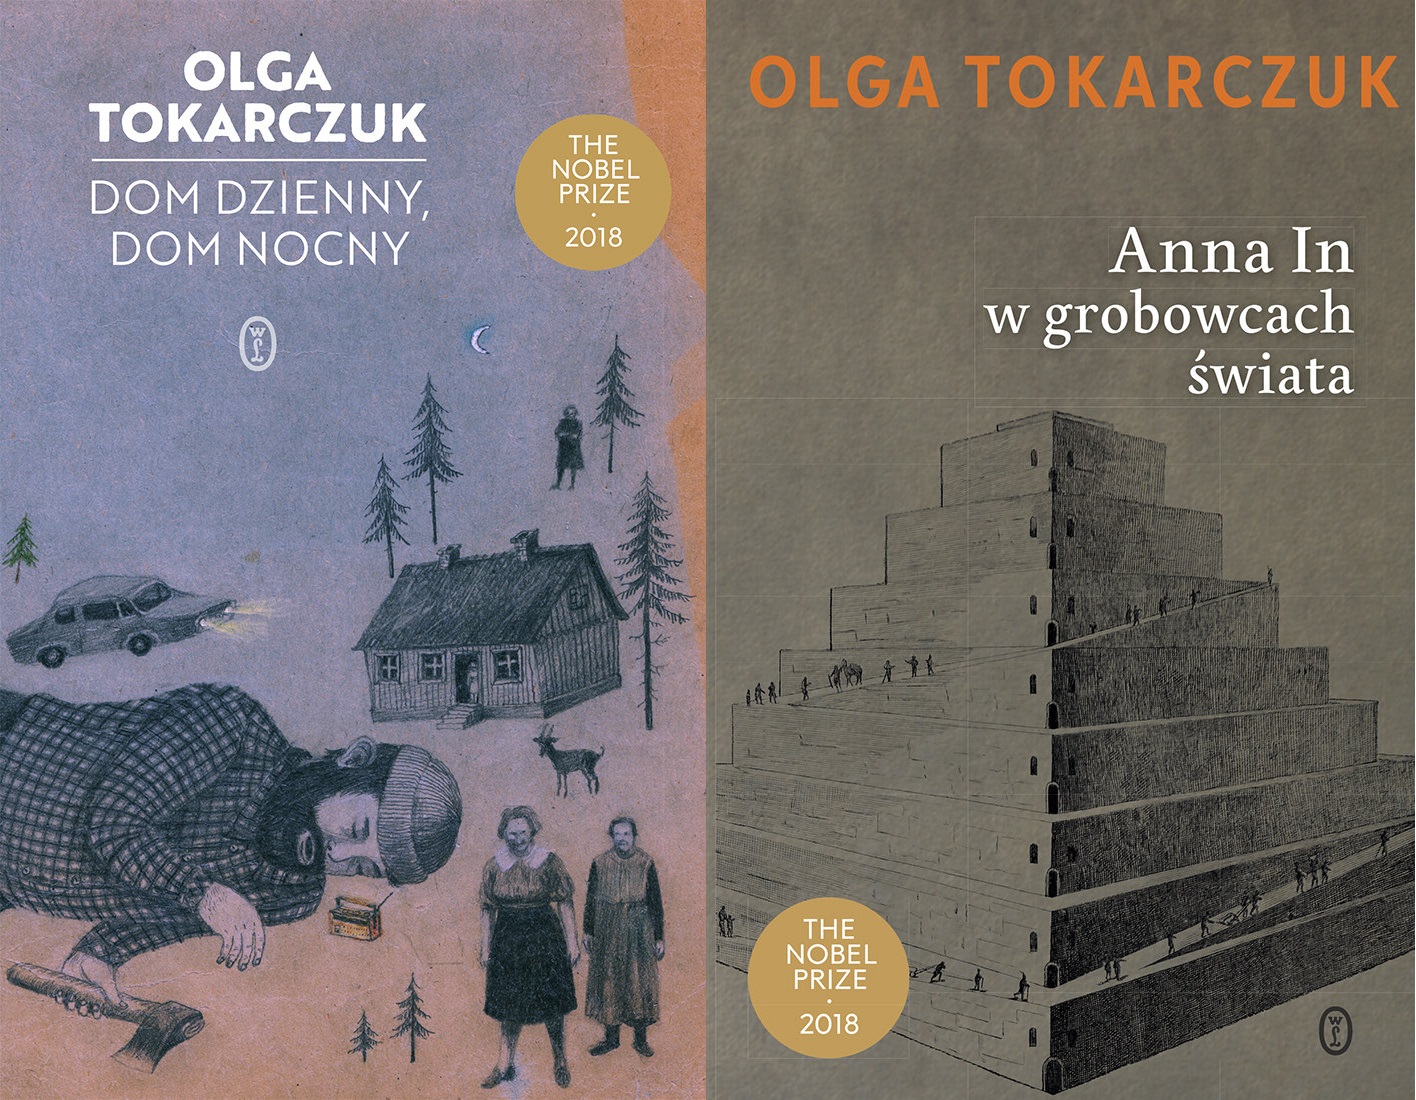 OLGA
TOKARCZUK
DOM DZIENNY,
DOM NOCNY
THE
NOBEL
PRIZE
·
2018
W
Ł
OLGA TOKARCZUK
Anna In
w grobowcach
świata
THE
NOBEL
PRIZE
·
2018
W
Ł